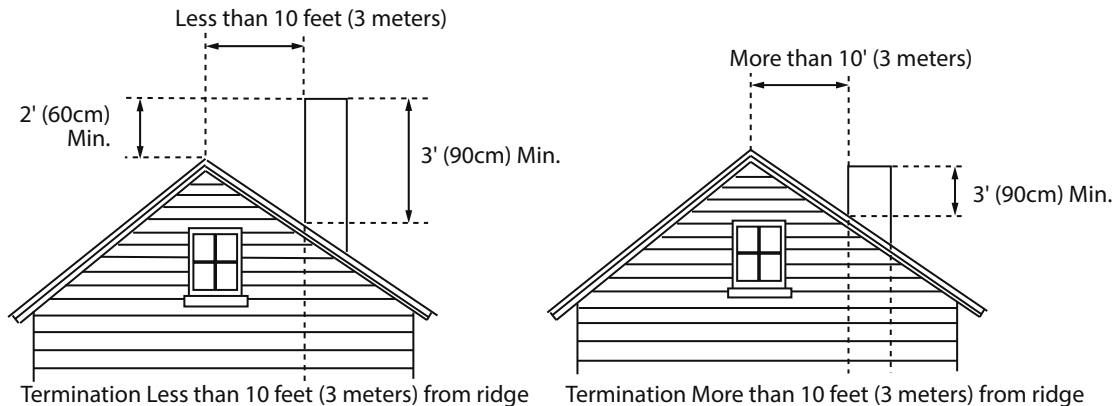 Less than 10 feet (3 meters)
2' (60cm)
Min.
3' (90cm) Min.
Termination Less than 10 feet (3 meters) from ridge
More than 10' (3 meters)
3' (90cm) Min.
Termination More than 10 feet (3 meters) from ridge